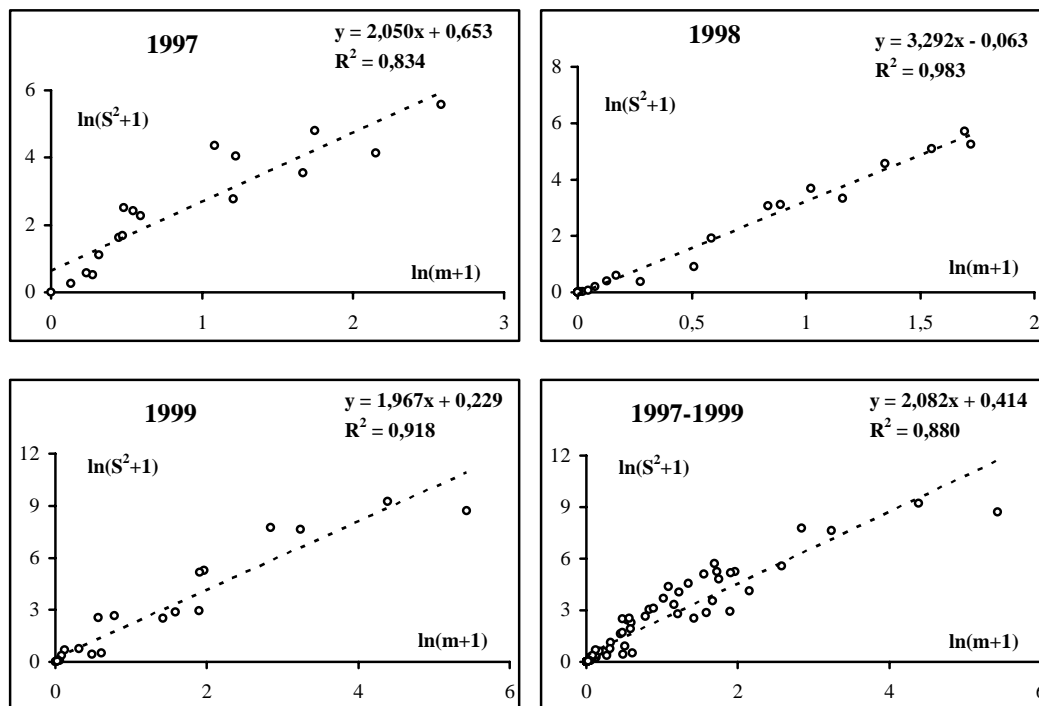 1997
y = 2,050x + 0,653
R² = 0,834
ln(S²+1)
6
4
2
0
ln(m+1)
0 1 2 3
1998
y = 3,292x - 0,063
R² = 0,983
ln(S²+1)
8
6
4
2
0
ln(m+1)
0 0,5 1 1,5 2
1999
y = 1,967x + 0,229
R² = 0,918
ln(S²+1)
12
9
6
3
0
ln(m+1)
0 2 4 6
1997-1999
y = 2,082x + 0,414
R² = 0,880
ln(S²+1)
12
9
6
3
0
ln(m+1)
0 2 4 6